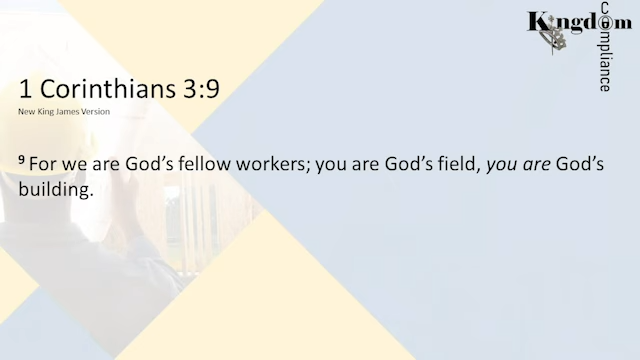 Kingdom
Compliance
1 Corinthians 3:9
New King James Version
9 For we are God’s fellow workers; you are God’s field, you are God’s
building.